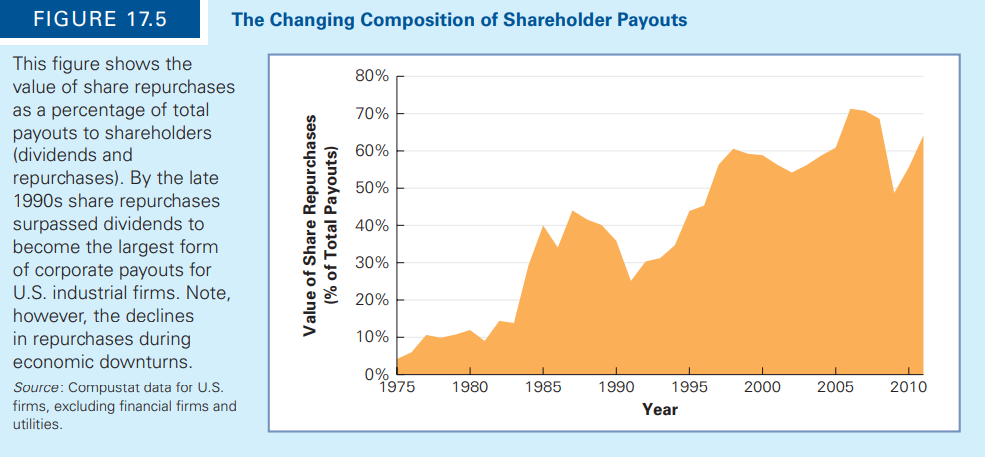 FIGURE 17.5
The Changing Composition of Shareholder Payouts
This figure shows the
value of share repurchases
as a percentage of total
payouts to shareholders
(dividends and
repurchases). By the late
1990s share repurchases
surpassed dividends to
become the largest form
of corporate payouts for
U.S. industrial firms. Note,
however, the declines
in repurchases during
economic downturns.
Source: Compustat data for U.S.
firms, excluding financial firms and
utilities.
Value of Share Repurchases
(% of Total Payouts)
80%
70%
60%
50%
40%
30%
20%
10%
0%
1975 1980 1985 1990 1995 2000 2005 2010
Year